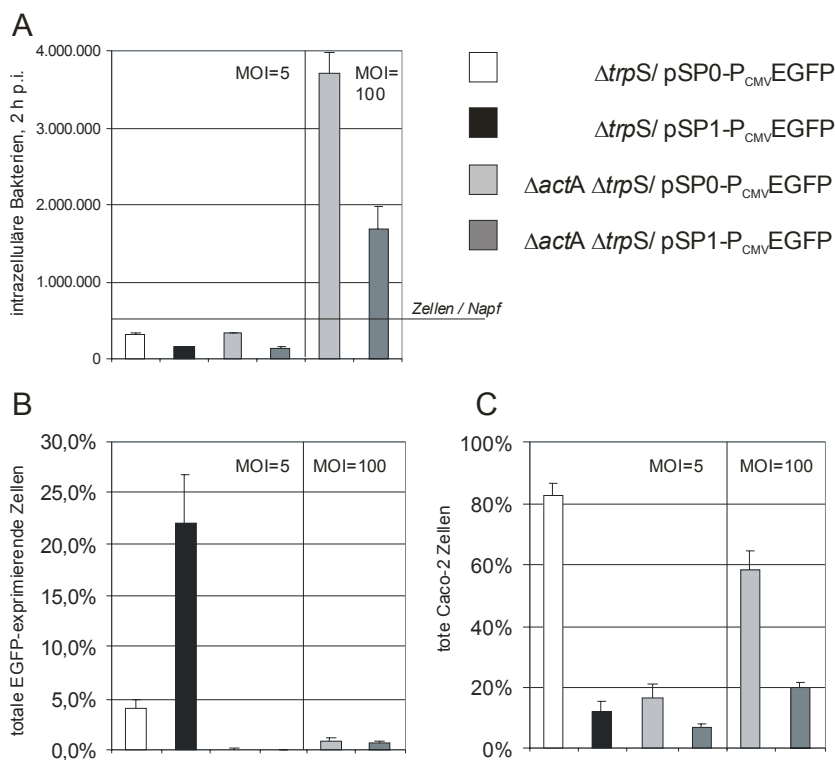 A
intrazelluläre Bakterien, 2 h p.i.
4.000.000
3.000.000
2.000.000
1.000.000
0
MOI=5
MOI=
100
Zellen / Napf
ΔtrpS/ pSP0-PCMVEGFP
ΔtrpS/ pSP1-PCMVEGFP
ΔactA ΔtrpS/ pSP0-PCMVEGFP
ΔactA ΔtrpS/ pSP1-PCMVEGFP
B
totale EGFP-exprimierende Zellen
30,0%
25,0%
20,0%
15,0%
10,0%
5,0%
0,0%
MOI=5
MOI=100
C
tote Caco-2 Zellen
100%
80%
60%
40%
20%
0%
MOI=5
MOI=100